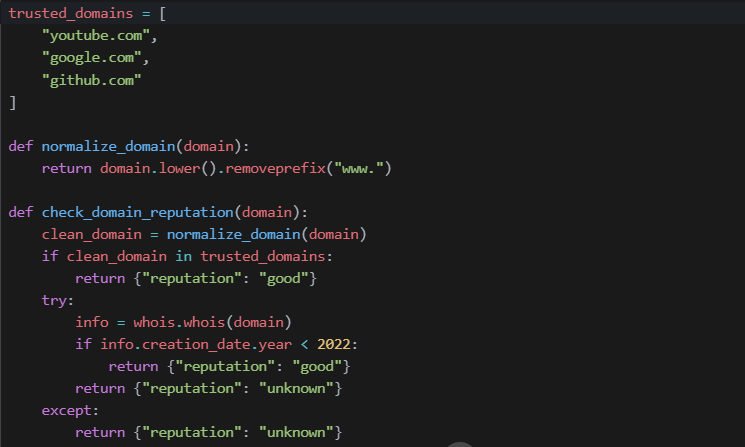 trusted_domains = [
    "youtube.com",
    "google.com",
    "github.com"
]

def normalize_domain(domain):
    return domain.lower().removeprefix("www.")

def check_domain_reputation(domain):
    clean_domain = normalize_domain(domain)
    if clean_domain in trusted_domains:
        return {"reputation": "good"}
    try:
        info = whois.whois(domain)
        if info.creation_date.year < 2022:
            return {"reputation": "good"}
        return {"reputation": "unknown"}
    except:
        return {"reputation": "unknown"}